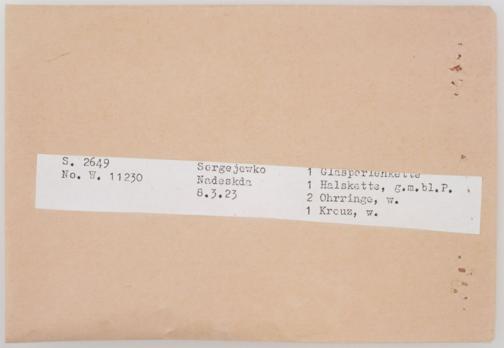 S. 2649
No. W. 11230
Sergejewko
Nadeskda
8.3.23
1 Glasperlenkette
1 Halskette, g.m.bl.P.
2 Ohrringe, w.
1 Kreuz, w.